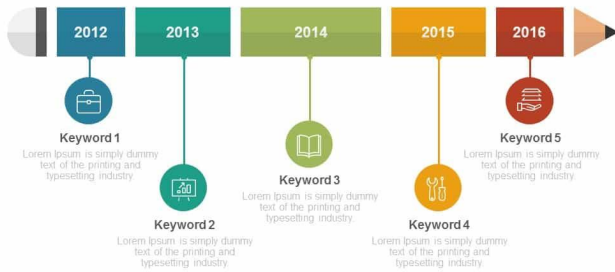 2012
2013
2014
2015
2016
Keyword 1
Lorem Ipsum is simply dummy
text of the printing and
typesetting industry.
Keyword 2
Lorem Ipsum is simply dummy
text of the printing and
typesetting industry.
Keyword 3
Lorem Ipsum is simply dummy
text of the printing and
typesetting industry.
Keyword 4
Lorem Ipsum is simply dummy
text of the printing and
typesetting industry.
Keyword 5
Lorem Ipsum is simply dummy
text of the printing and
typesetting industry.